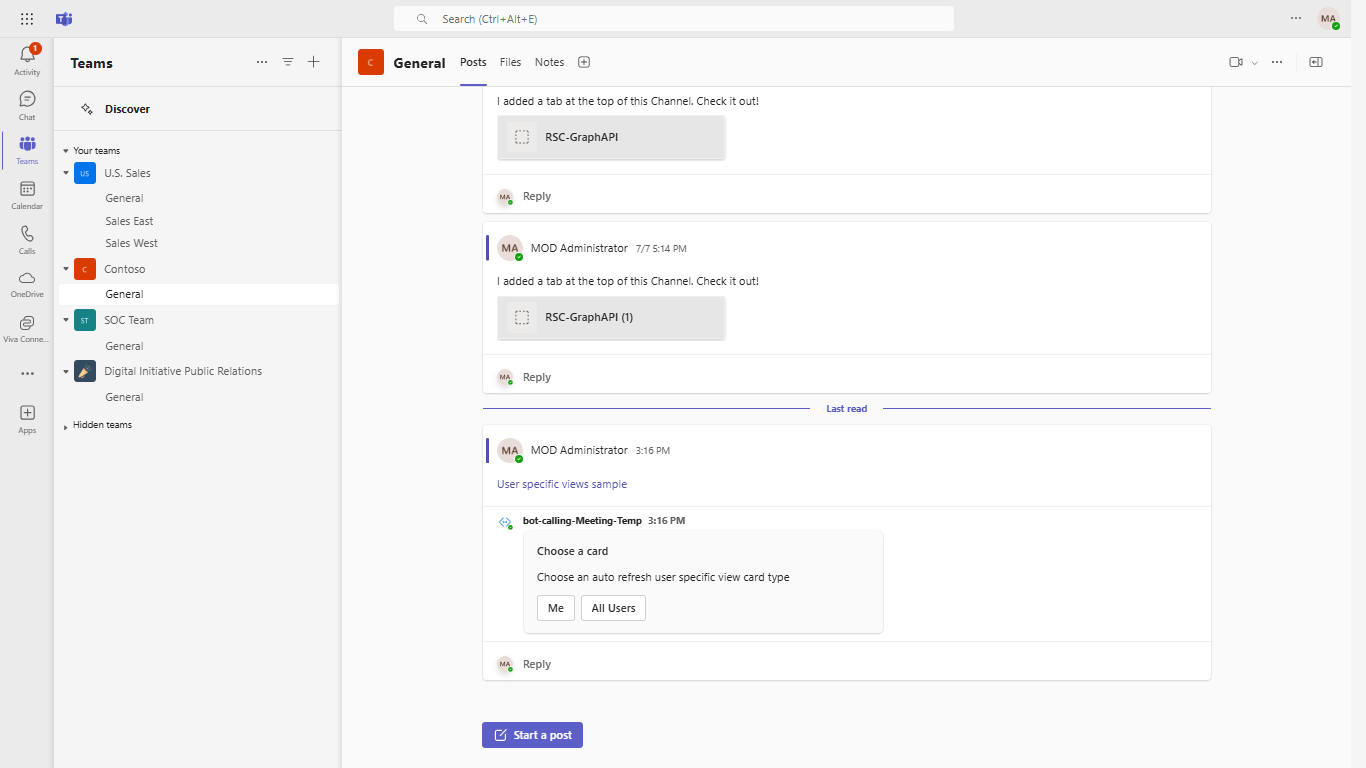 Search (Ctrl+Alt+E)
MA
1
Activity
Chat
Teams
Calendar
Calls
OneDrive
Viva Conne...
Apps
Teams
Discover
Your teams
US U.S. Sales
General
Sales East
Sales West
C Contoso
General
ST SOC Team
General
Digital Initiative Public Relations
General
Hidden teams
C General Posts Files Notes
I added a tab at the top of this Channel. Check it out!
RSC-GraphAPI
MA Reply
MA MOD Administrator 7/7 5:14 PM
I added a tab at the top of this Channel. Check it out!
RSC-GraphAPI (1)
MA Reply
Last read
MA MOD Administrator 3:16 PM
User specific views sample
bot-calling-Meeting-Temp 3:16 PM
Choose a card
Choose an auto refresh user specific view card type
Me All Users
MA Reply
Start a post